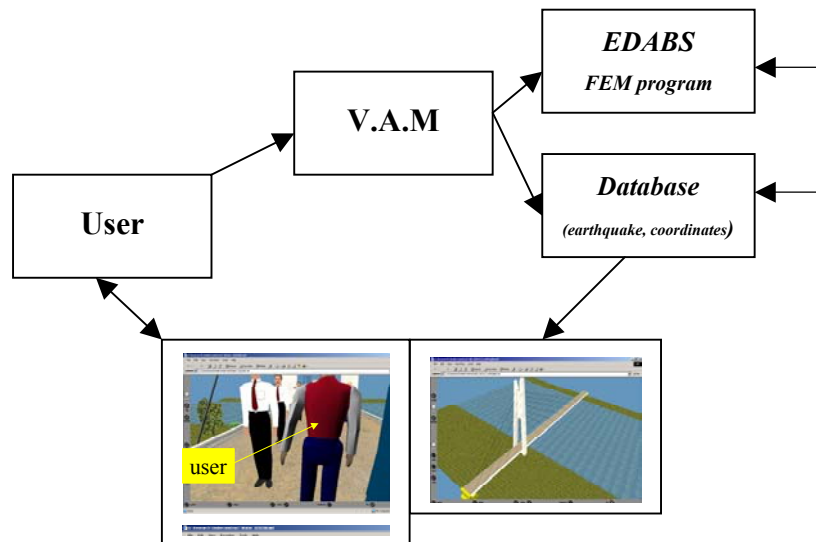 EDABS
FEM program
V.A.M
Database
(earthquake, coordinates)
User
user